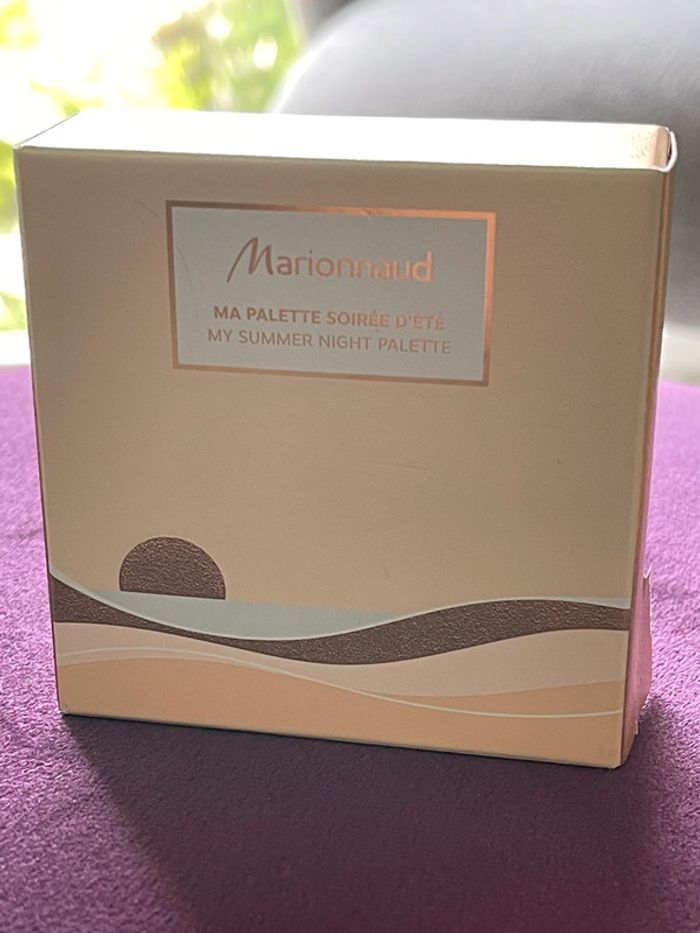 Marionnaud
MA PALETTE SOIRÉE D'ÉTÉ
MY SUMMER NIGHT PALETTE